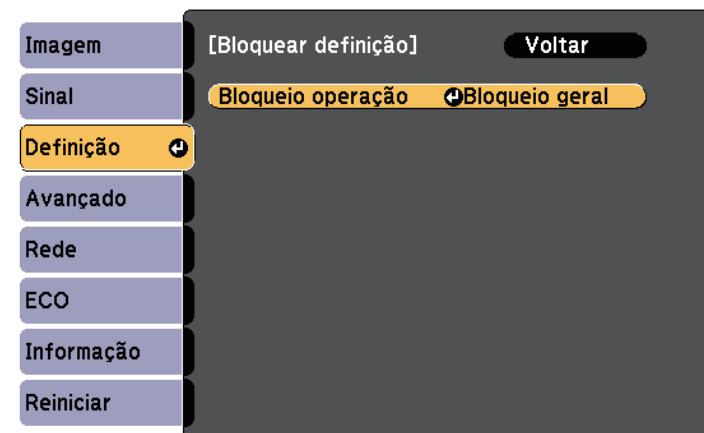 Imagem
Sinal
Definição
Avançado
Rede
ECO
Informação
Reiniciar
[Bloquear definição] Voltar
Bloqueio operação Bloqueio geral